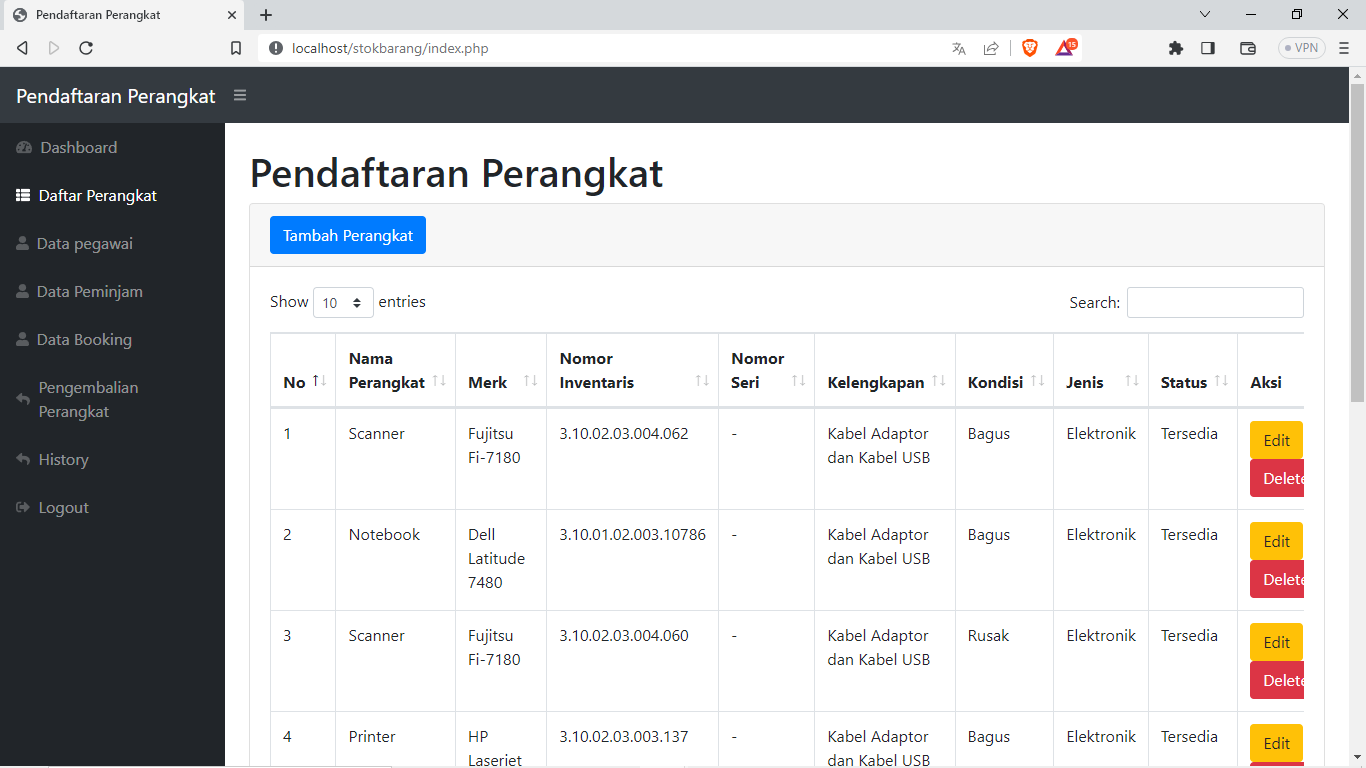 Pendaftaran Perangkat
localhost/stokbarang/index.php
15
VPN
Pendaftaran Perangkat
Dashboard
Daftar Perangkat
Data pegawai
Data Peminjam
Data Booking
Pengembalian
Perangkat
History
Logout
Pendaftaran Perangkat
Tambah Perangkat
Show 10 entries
Search:
No
Nama
Perangkat
Merk
Nomor
Inventaris
Nomor
Seri
Kelengkapan
Kondisi
Jenis
Status
Aksi
1
Scanner
Fujitsu
Fi-7180
3.10.02.03.004.062
-
Kabel Adaptor
dan Kabel USB
Bagus
Elektronik
Tersedia
Edit
Delete
2
Notebook
Dell
Latitude
7480
3.10.01.02.003.10786
-
Kabel Adaptor
dan Kabel USB
Bagus
Elektronik
Tersedia
Edit
Delete
3
Scanner
Fujitsu
Fi-7180
3.10.02.03.004.060
-
Kabel Adaptor
dan Kabel USB
Rusak
Elektronik
Tersedia
Edit
Delete
4
Printer
HP
Laserjet
3.10.02.03.003.137
-
Kabel Adaptor
dan Kabel USB
Bagus
Elektronik
Tersedia
Edit